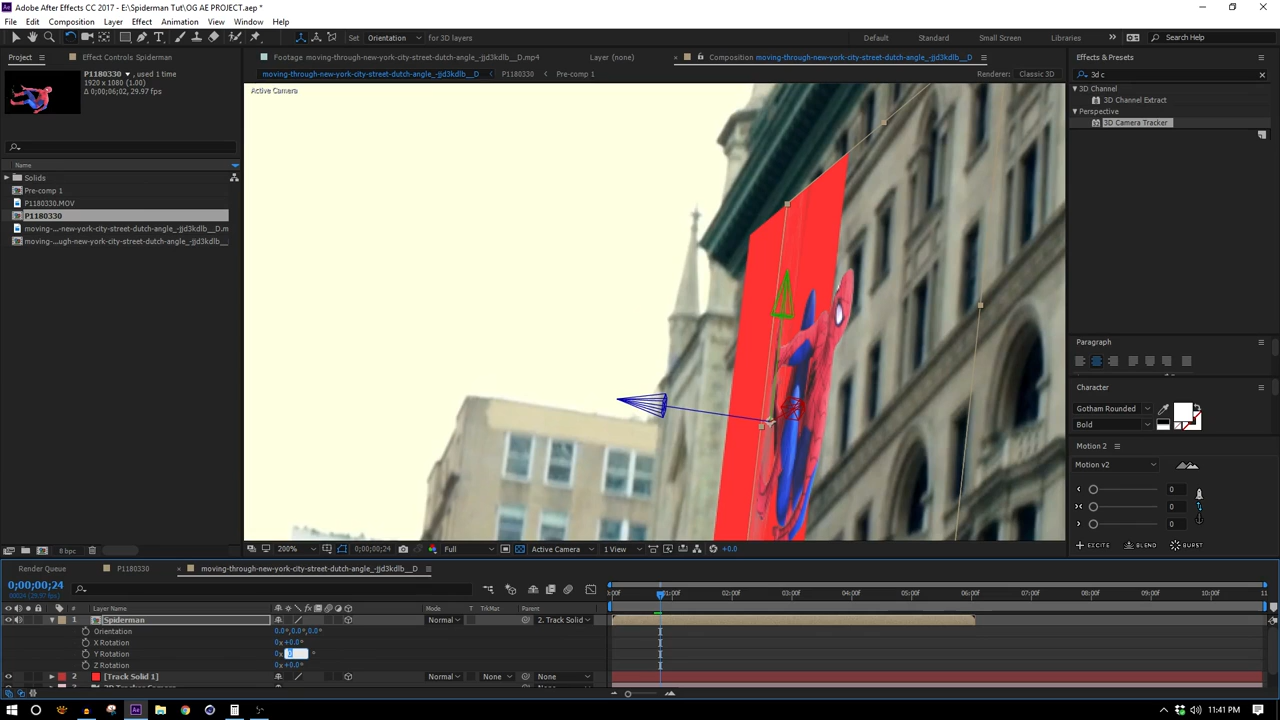 Adobe After Effects CC 2017 - E:\Spiderman Tut\OG AE PROJECT.aep *
File Edit Composition Layer Effect Animation View Window Help
Set Orientation for 3D layers Default Standard Small Screen Libraries Search Help
Project Effect Controls Spiderman
Footage moving-through-new-york-city-street-dutch-angle_-jjd3kdlb__D.mp4 Layer (none) Composition moving-through-new-york-city-street-dutch-angle_-jjd3kdlb__D
Effects & Presets
P1180330 , used 1 time
1920 x 1080 (1.00)
Δ 0;00;06;02, 29.97 fps
moving-through-new-york-city-street-dutch-angle_-jjd3kdlb__D P1180330 Pre-comp 1
Renderer: Classic 3D
3d c
Active Camera
3D Channel
3D Channel Extract
Perspective
3D Camera Tracker
Name
Solids
Pre-comp 1
P1180330.MOV
P1180330
moving-...-gh-new-york-city-street-dutch-angle_-jjd3kdlb__D.m
moving-...ugh-new-york-city-street-dutch-angle_-jjd3kdlb__
Paragraph
Character
Gotham Rounded
Bold
Motion 2
Motion v2
0
0
0
EXCITE BLEND BURST
8 bpc
200% 0;00;00;24 Full Active Camera 1 View +0.0
Render Queue P1180330 moving-through-new-york-city-street-dutch-angle_-jjd3kdlb__D
0;00;00;24
00024 (29.97 fps)
:00f 01:00f 02:00f 03:00f 04:00f 05:00f 06:00f 07:00f 08:00f 09:00f 10:00f 11
# Layer Name Mode T TrkMat Parent
1 Spiderman Normal 2. Track Solid
Orientation 0.0°,0.0°,0.0°
X Rotation 0x+0.0°
Y Rotation 0x °
Z Rotation 0x+0.0°
2 [Track Solid 1] Normal None None
11:41 PM